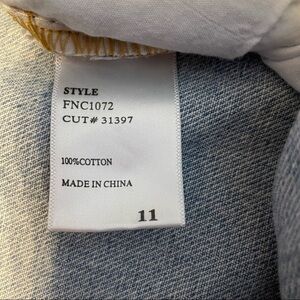 STYLE
FNC1072
CUT# 31397
100%COTTON
MADE IN CHINA
11